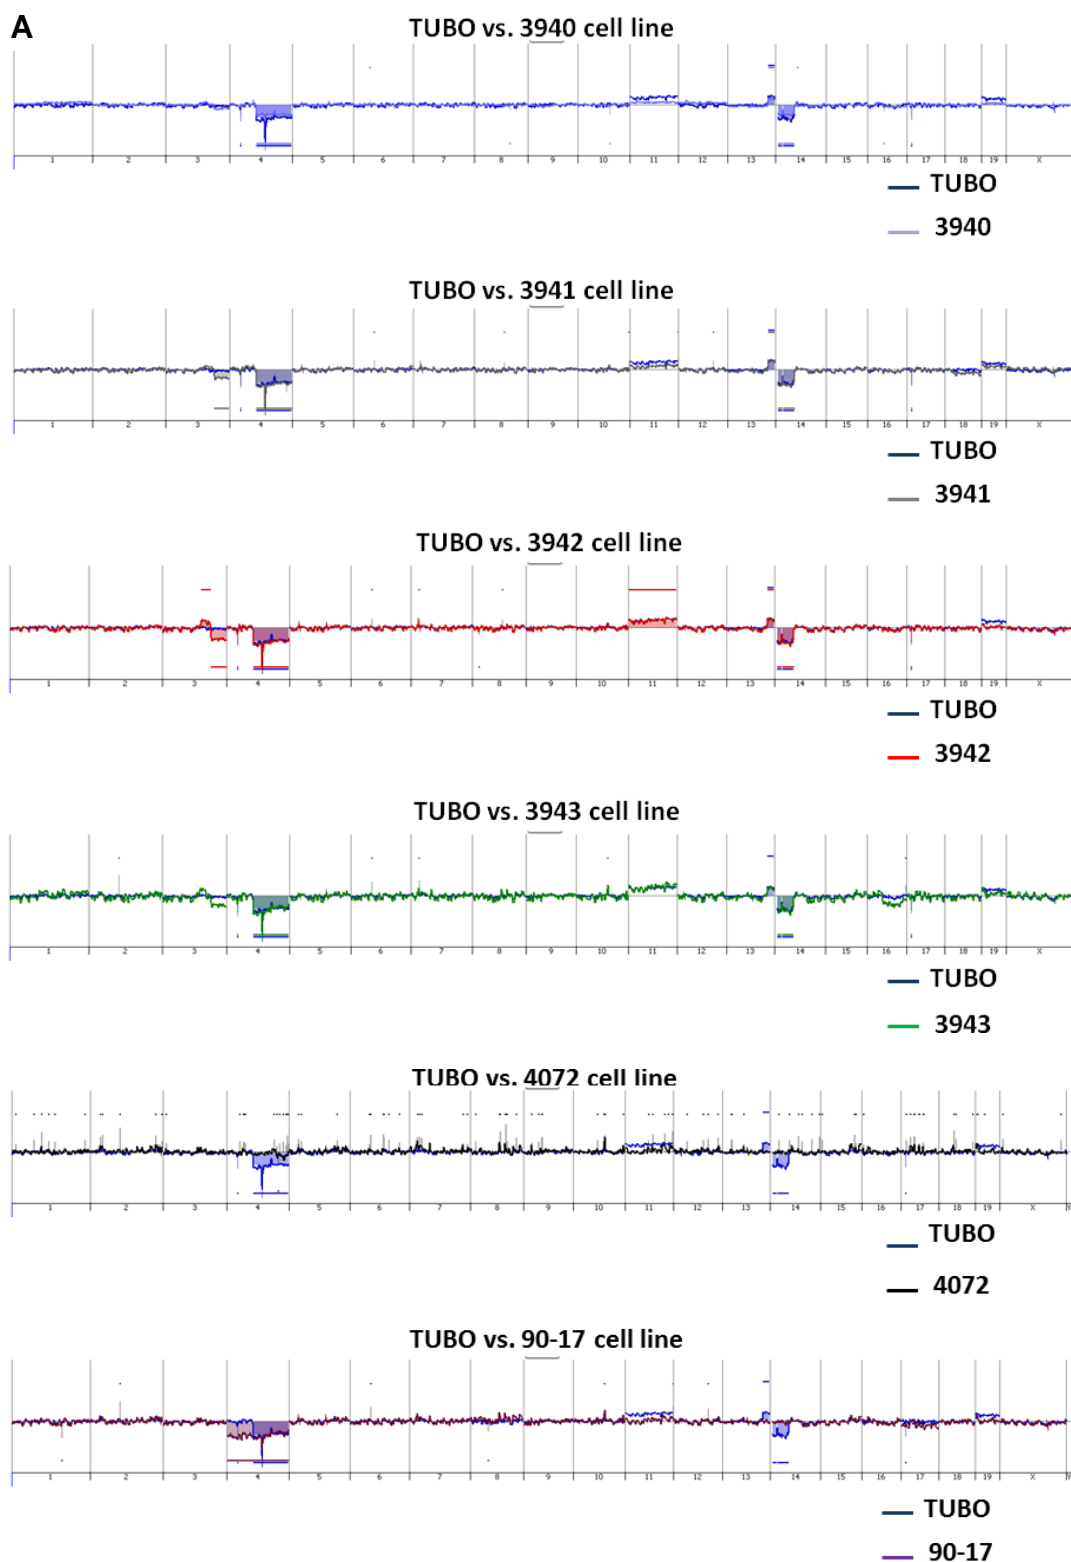 A
TUBO vs. 3940 cell line
1 2 3 4 5 6 7 8 9 10 11 12 13 14 15 16 17 18 19 X
TUBO
3940
TUBO vs. 3941 cell line
1 2 3 4 5 6 7 8 9 10 11 12 13 14 15 16 17 18 19 X
TUBO
3941
TUBO vs. 3942 cell line
1 2 3 4 5 6 7 8 9 10 11 12 13 14 15 16 17 18 19 X
TUBO
3942
TUBO vs. 3943 cell line
1 2 3 4 5 6 7 8 9 10 11 12 13 14 15 16 17 18 19 X
TUBO
3943
TUBO vs. 4072 cell line
1 2 3 4 5 6 7 8 9 10 11 12 13 14 15 16 17 18 19 X
TUBO
4072
TUBO vs. 90-17 cell line
1 2 3 4 5 6 7 8 9 10 11 12 13 14 15 16 17 18 19 X
TUBO
90-17